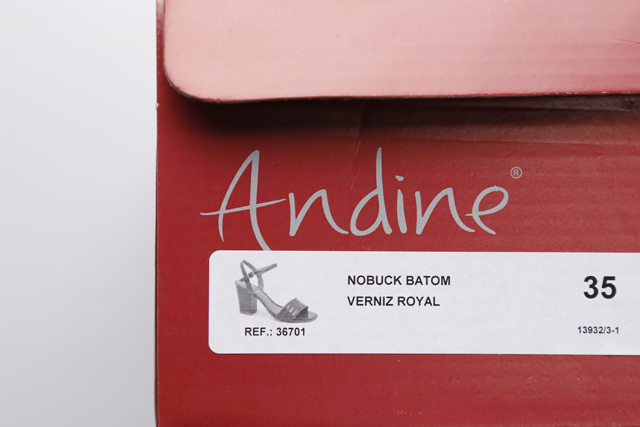 Andine®
NOBUCK BATOM
VERNIZ ROYAL
35
REF.: 36701
13932/3-1